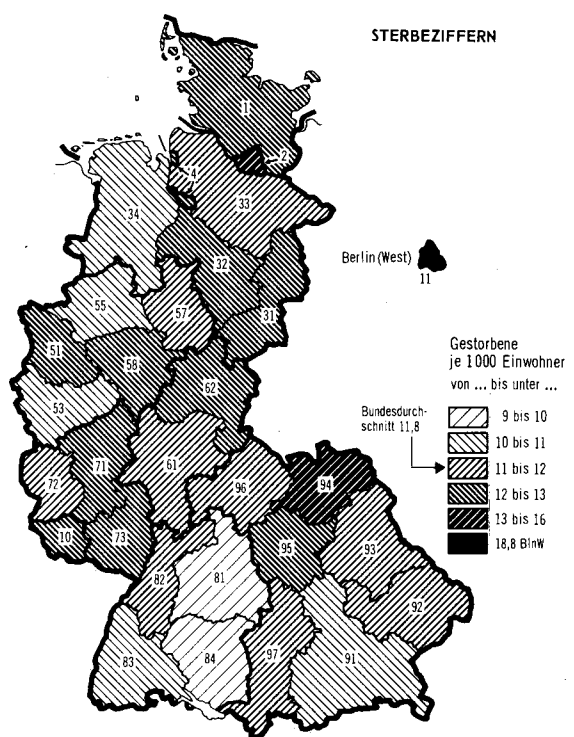 STERBEZIFFERN
1
2
4
33
34
32
31
Berlin (West)
11
55
57
51
58
53
62
71
61
72
96
94
10
73
95
93
82
81
92
83
84
97
91
Gestorbene
je 1000 Einwohner
von ... bis unter ...
Bundesdurch-
schnitt 11,8
9 bis 10
10 bis 11
11 bis 12
12 bis 13
13 bis 16
18,8 BlnW